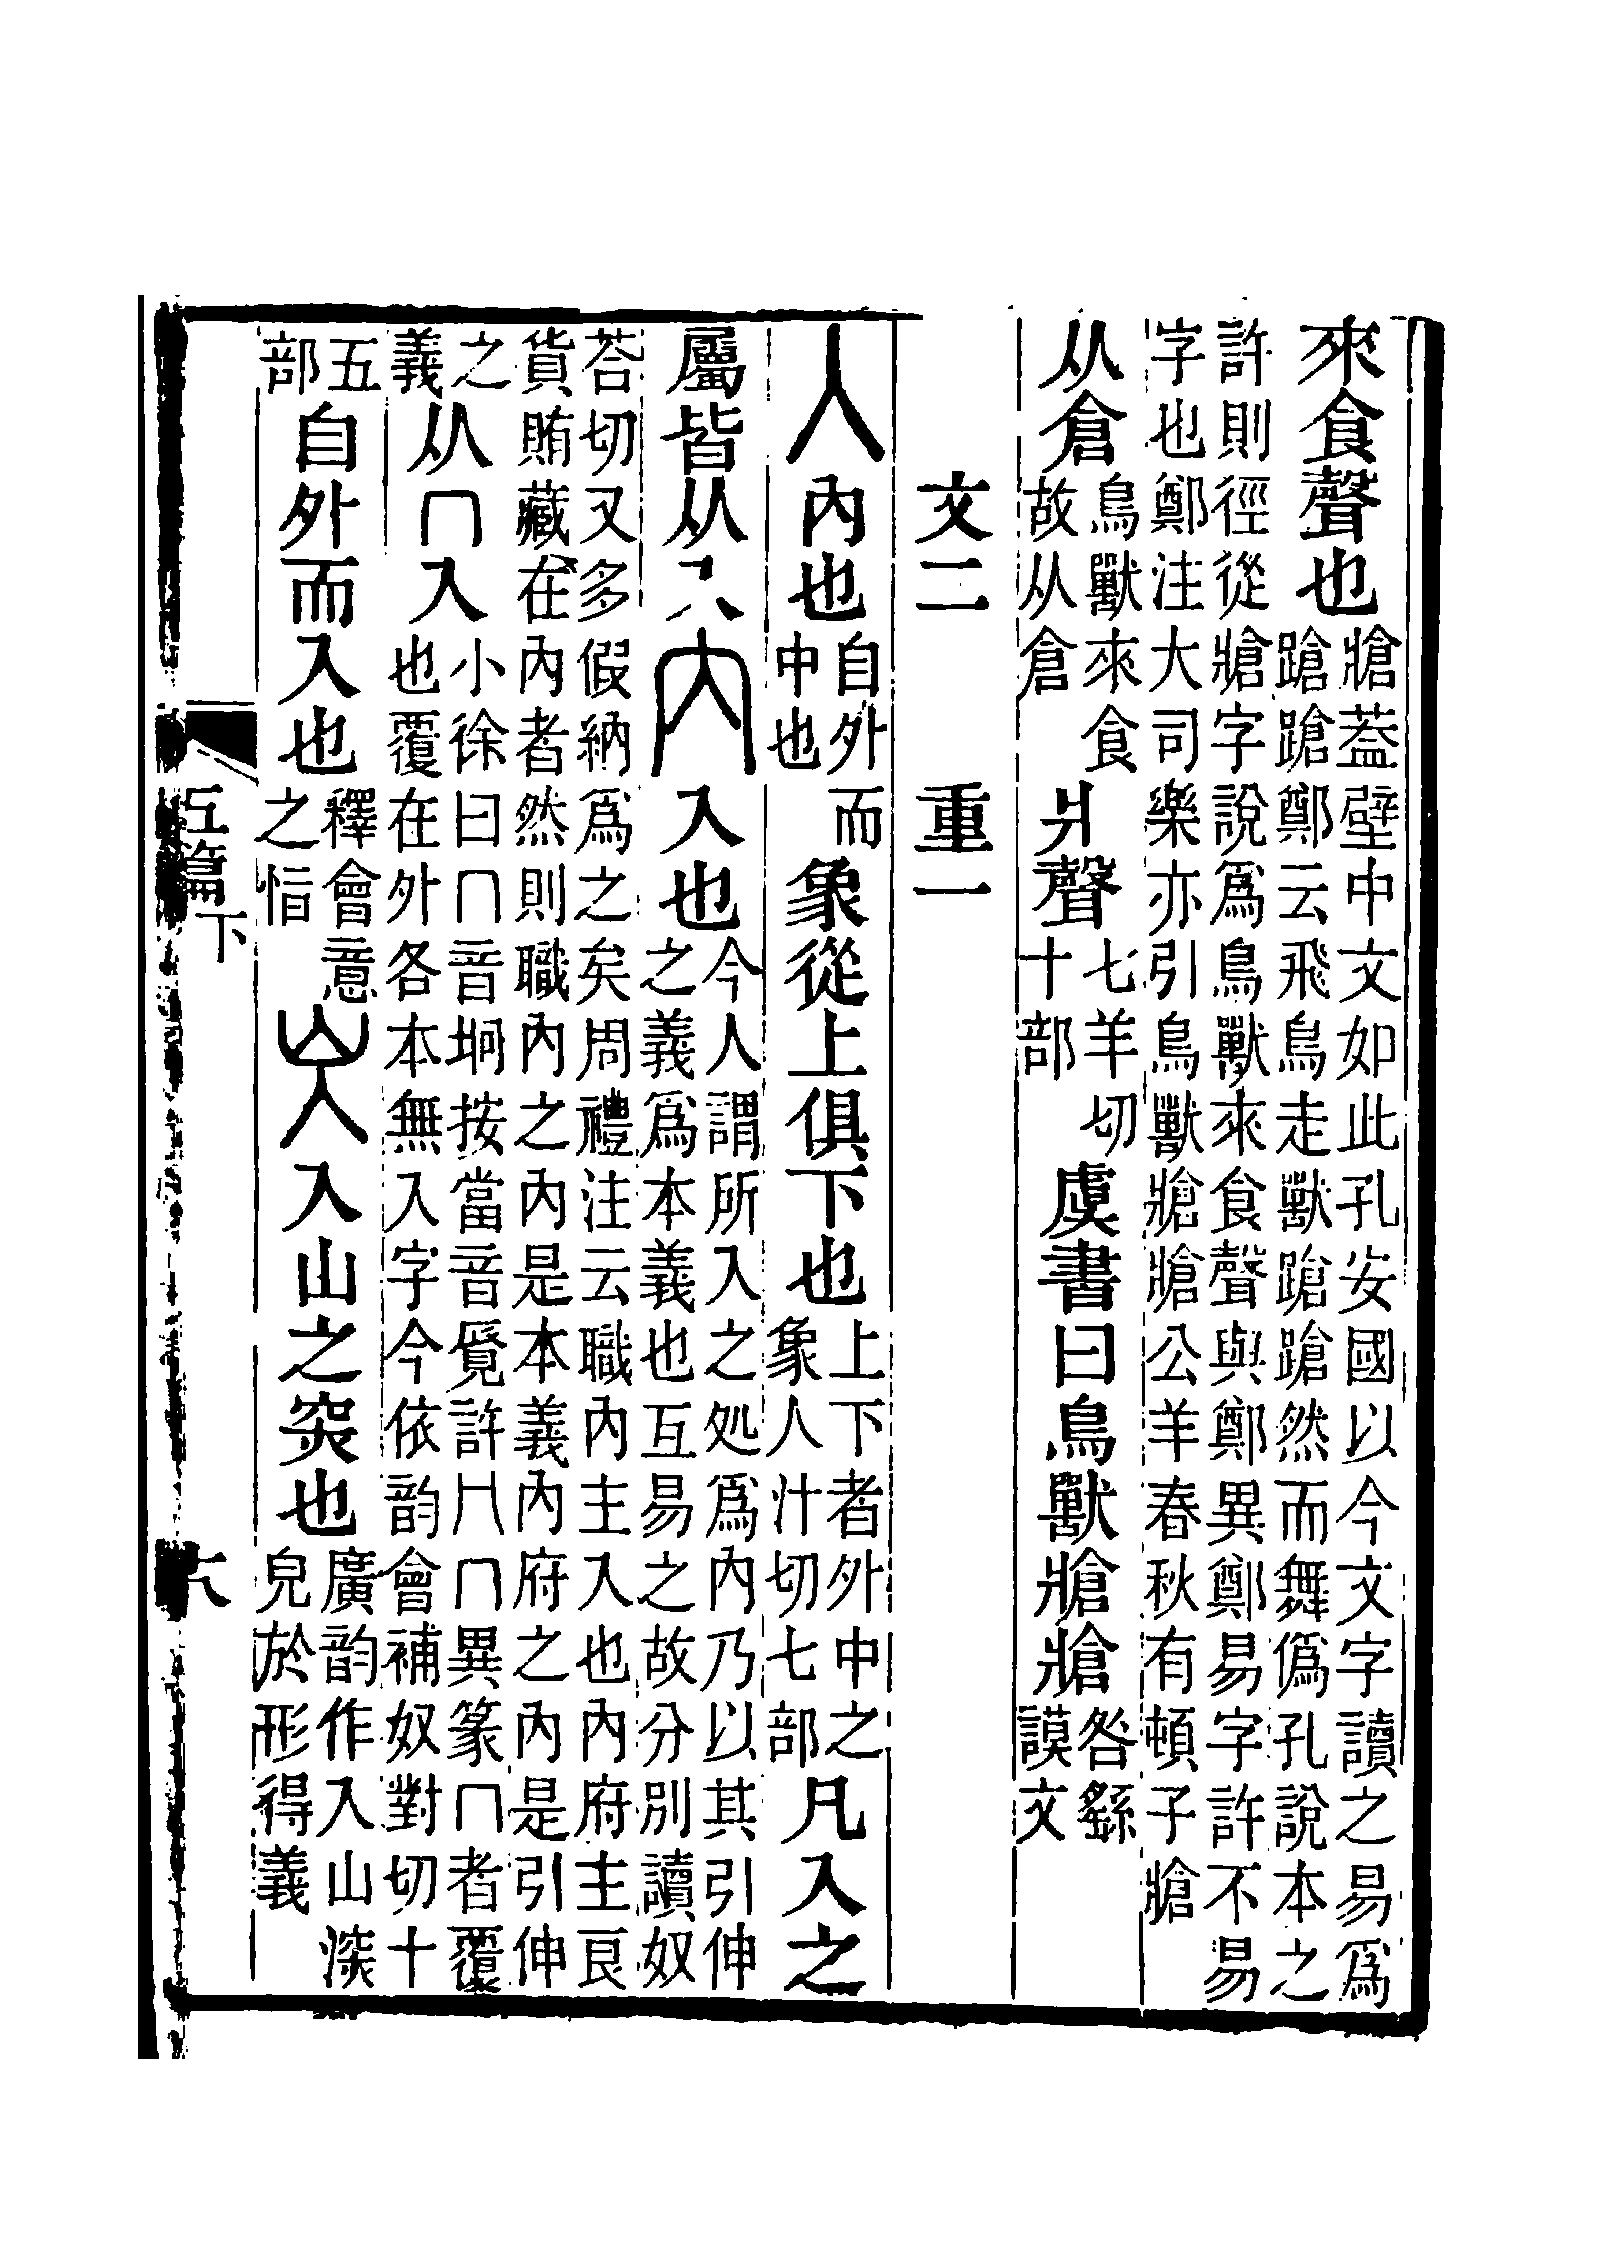 來食聲也牄葢壁中文如此孔安國以今文字讀之易爲
蹌蹌鄭云飛鳥走獸蹌蹌然而舞僞孔說本之
許則徑從牄字說爲鳥獸來食聲與鄭異鄭易字許不易
字也鄭注大司樂亦引鳥獸牄牄公羊春秋有頓子牄
从倉鳥獸來食故从倉爿聲七羊切十部虞書曰鳥獸牄牄咎繇謨文
文二 重一
入內也自外而中也象從上俱下也上下者外中之象人汁切七部凡入之
屬皆从入內入也今人謂所入之処爲內乃以其引伸
之義爲本義也互易之故分別讀奴
荅切又多假納爲之矣周禮注云職內主入也內府主良
貨賄藏在內者然則職內之內是本義內府之內是引伸
之義从冂入小徐曰冂音坰按當音覓許𠔼冂異篆冂者覆
也覆在外各本無入字今依韵會補奴對切十
五部自外而入也釋會意之恉入山之𥥍也廣韵作入山深皃於形得義
五篇下
六